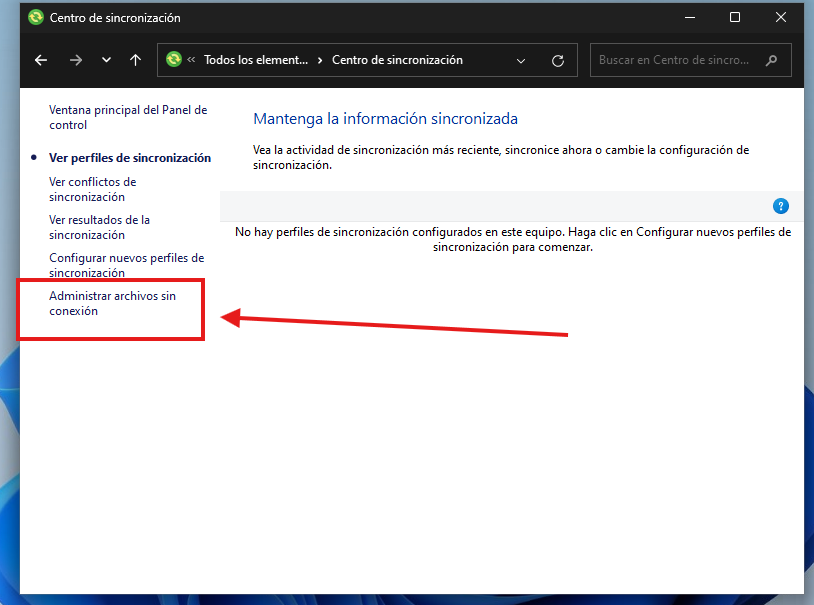 Centro de sincronización
« Todos los element... › Centro de sincronización
Buscar en Centro de sincro...
Ventana principal del Panel de
control
• Ver perfiles de sincronización
Ver conflictos de
sincronización
Ver resultados de la
sincronización
Configurar nuevos perfiles de
sincronización
Administrar archivos sin
conexión
Mantenga la información sincronizada
Vea la actividad de sincronización más reciente, sincronice ahora o cambie la configuración de
sincronización.
?
No hay perfiles de sincronización configurados en este equipo. Haga clic en Configurar nuevos perfiles de
sincronización para comenzar.